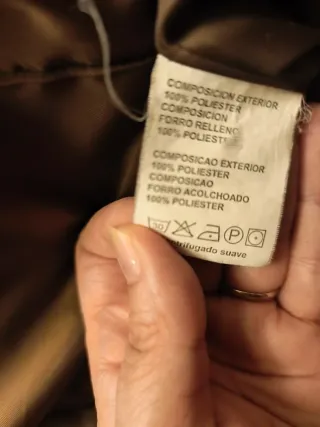 COMPOSICION EXTERIOR
100% POLIESTER
COMPOSICION
FORRO RELLENO
100% POLIESTER
COMPOSICAO EXTERIOR
100% POLIESTER
COMPOSICAO
FORRO ACOLCHOADO
100% POLIESTER
30 P
trifugado suave